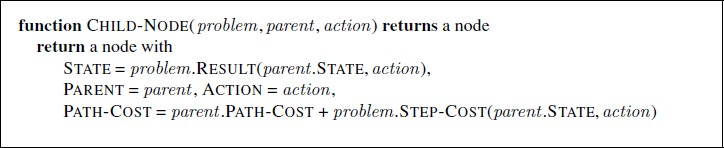 function CHILD-NODE(problem, parent, action) returns a node
return a node with
STATE = problem.RESULT(parent.STATE, action),
PARENT = parent, ACTION = action,
PATH-COST = parent.PATH-COST + problem.STEP-COST(parent.STATE, action)